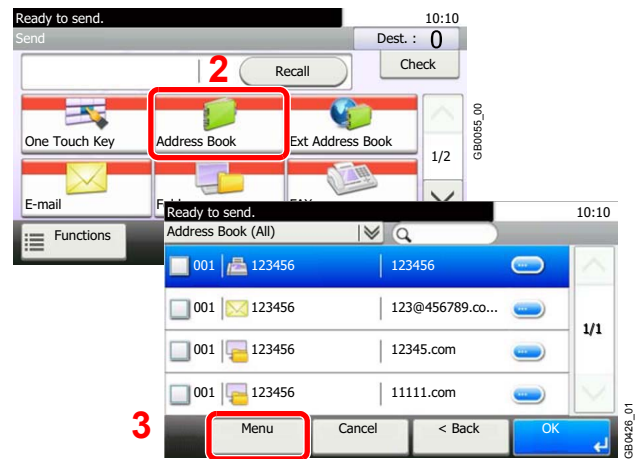 Ready to send.
10:10
Send
Dest. : 0
2
Recall
Check
One Touch Key
Address Book
Ext Address Book
1/2
GB0055_00
E-mail
Functions
Ready to send.
10:10
Address Book (All)
001 123456 123456
001 123456 123@456789.co...
1/1
001 123456 12345.com
001 123456 11111.com
3
Menu
Cancel
< Back
OK
GB0426_01